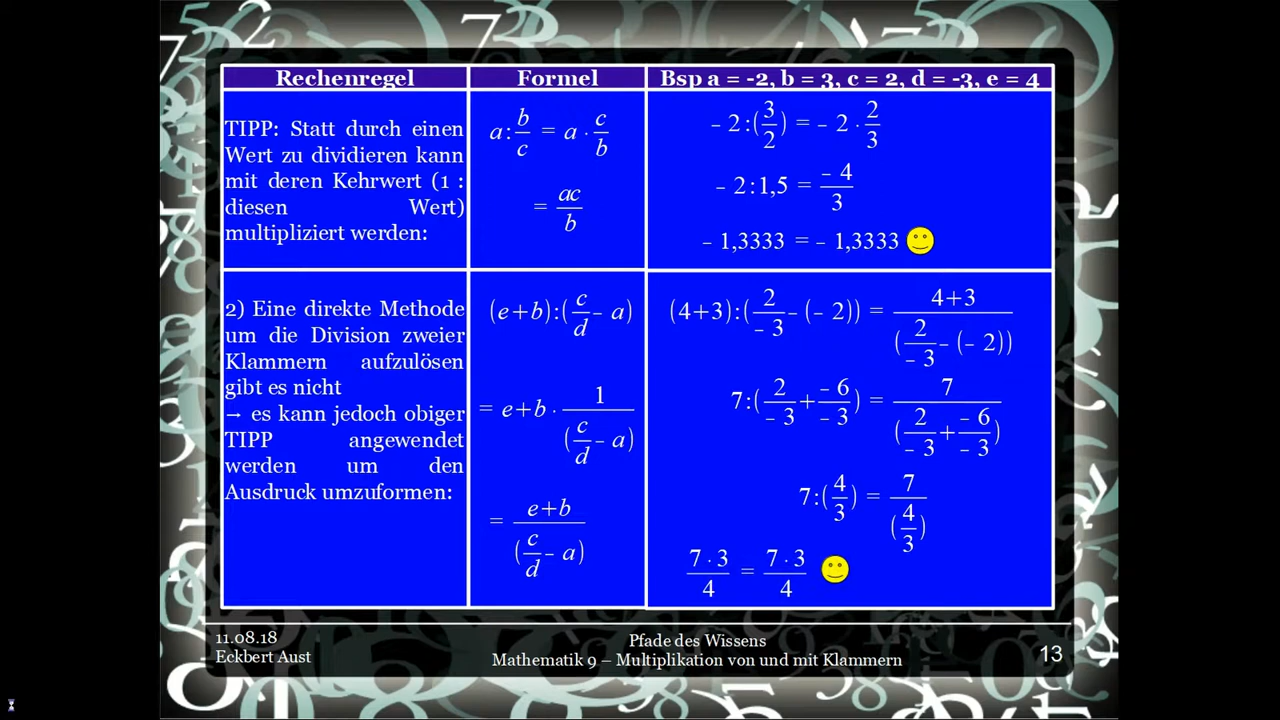 Rechenregel
Formel
Bsp a = -2, b = 3, c = 2, d = -3, e = 4
TIPP: Statt durch einen
Wert zu dividieren kann
mit deren Kehrwert (1 :
diesen Wert)
multipliziert werden:
a:b/c = a·c/b
= ac/b
−2:(3/2) = −2·2/3
−2:1,5 = −4/3
−1,3333 = −1,3333
2) Eine direkte Methode
um die Division zweier
Klammern aufzulösen
gibt es nicht
→ es kann jedoch obiger
TIPP angewendet
werden um den
Ausdruck umzuformen:
(e+b):(c/d−a)
= e+b·1/(c/d−a)
= e+b/(c/d−a)
(4+3):(2/−3−(−2)) = 4+3/(2/−3−(−2))
7:(2/−3+−6/−3) = 7/(2/−3+−6/−3)
7:(4/3) = 7/(4/3)
7·3/4 = 7·3/4
11.08.18
Eckbert Aust
Pfade des Wissens
Mathematik 9 – Multiplikation von und mit Klammern
13